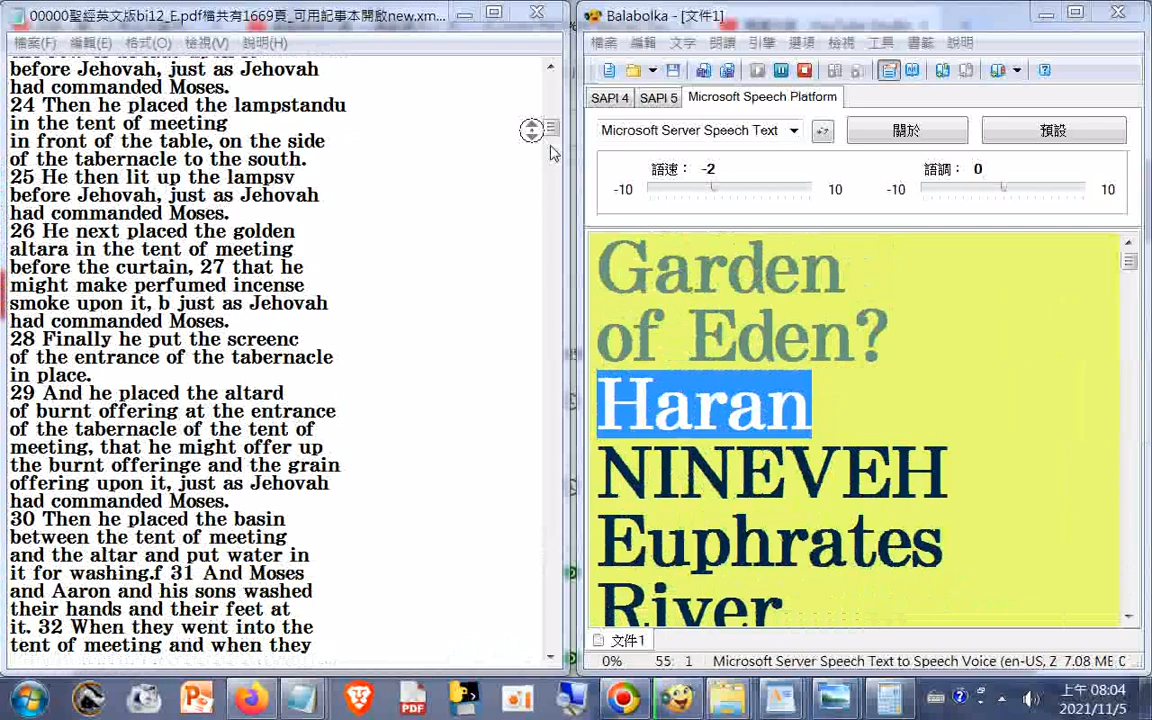 00000聖經英文版bi12_E.pdf檔共有1669頁_可用記事本開啟new.xm...
檔案(F) 編輯(E) 格式(O) 檢視(V) 說明(H)
before Jehovah, just as Jehovah
had commanded Moses.
24 Then he placed the lampstandu
in the tent of meeting
in front of the table, on the side
of the tabernacle to the south.
25 He then lit up the lampsv
before Jehovah, just as Jehovah
had commanded Moses.
26 He next placed the golden
altara in the tent of meeting
before the curtain, 27 that he
might make perfumed incense
smoke upon it, b just as Jehovah
had commanded Moses.
28 Finally he put the screenc
of the entrance of the tabernacle
in place.
29 And he placed the altard
of burnt offering at the entrance
of the tabernacle of the tent of
meeting, that he might offer up
the burnt offeringe and the grain
offering upon it, just as Jehovah
had commanded Moses.
30 Then he placed the basin
between the tent of meeting
and the altar and put water in
it for washing.f 31 And Moses
and Aaron and his sons washed
their hands and their feet at
it. 32 When they went into the
tent of meeting and when they
Balabolka - [文件1]
檔案 編輯 文字 朗讀 引擎 選項 檢視 工具 書籤 說明
SAPI 4 SAPI 5 Microsoft Speech Platform
Microsoft Server Speech Text 關於 預設
語速： -2 語調： 0
-10 10 -10 10
Garden
of Eden?
Haran
NINEVEH
Euphrates
River
文件1
0% 55: 1 Microsoft Server Speech Text to Speech Voice (en-US, Z 7.08 ME
上午 08:04
2021/11/5